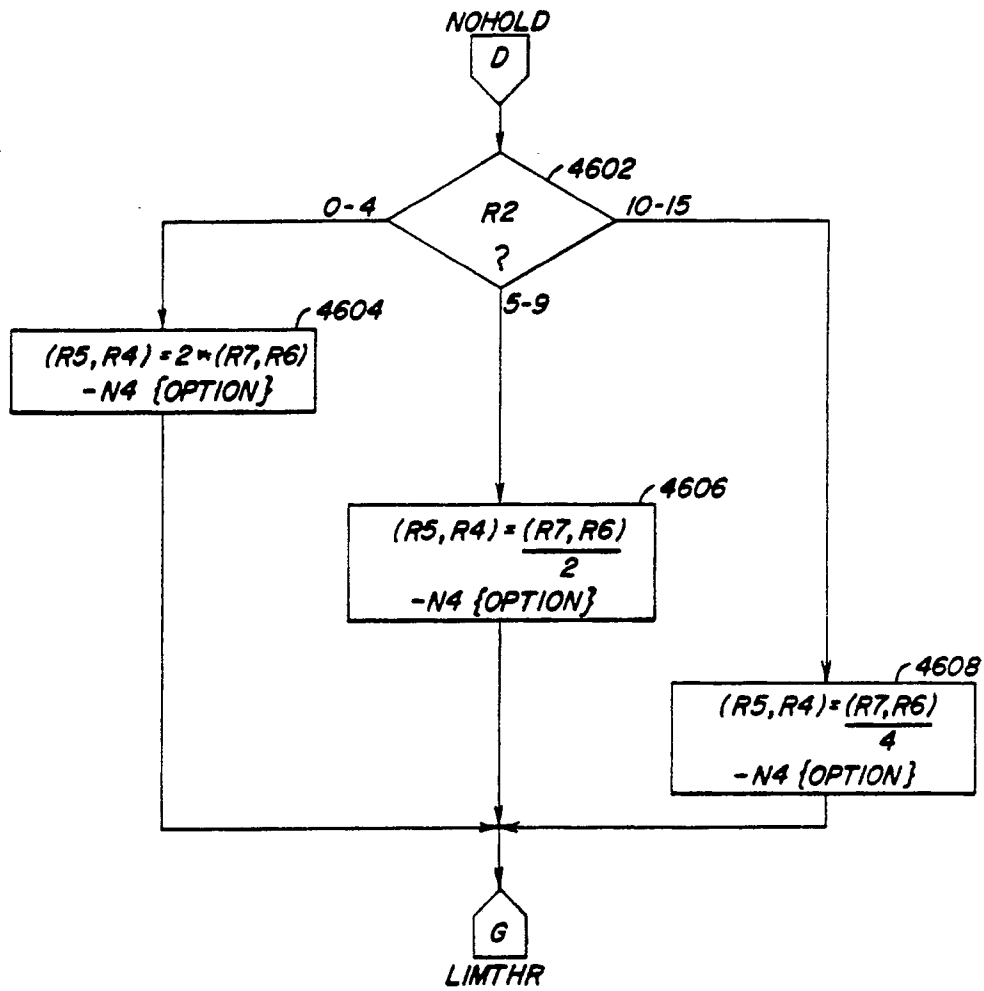 NOHOLD
D
4602
0-4
R2
10-15
?
5-9
4604
(R5,R4) = 2*(R7,R6)
-N4 {OPTION}
4606
(R5,R4) = (R7,R6)
2
-N4 {OPTION}
4608
(R5,R4) = (R7,R6)
4
-N4 {OPTION}
G
LIMTHR